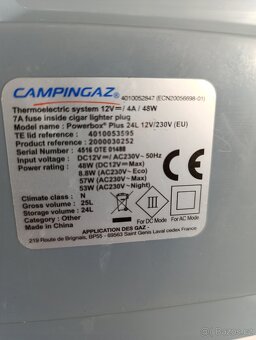 CAMPINGAZ
4010052847 (ECN20056698-01)
Thermoelectric system 12V⎓/ 4A / 48W
7A fuse inside cigar lighter plug
Model name : Powerbox® Plus 24L 12V/230V (EU)
TE lid reference : 4010053595
Product reference : 2000030252
Serial number : 4516 OTE 01488
Input voltage : DC12V⎓/ AC230V~ 50Hz
Power rating : 48W (DC12V⎓Max)
8.8W (AC230V~Eco)
57W (AC230V~Max)
53W (AC230V~Night)
Climate class : N
Gross volume : 25L
Storage volume : 24L
Category : Other
Made in China
CE
III
For DC Mode
For AC Mode
APPLICATION DES GAZ -
219 Route de Brignais, BP55 - 69563 Saint Genis Laval cedex France